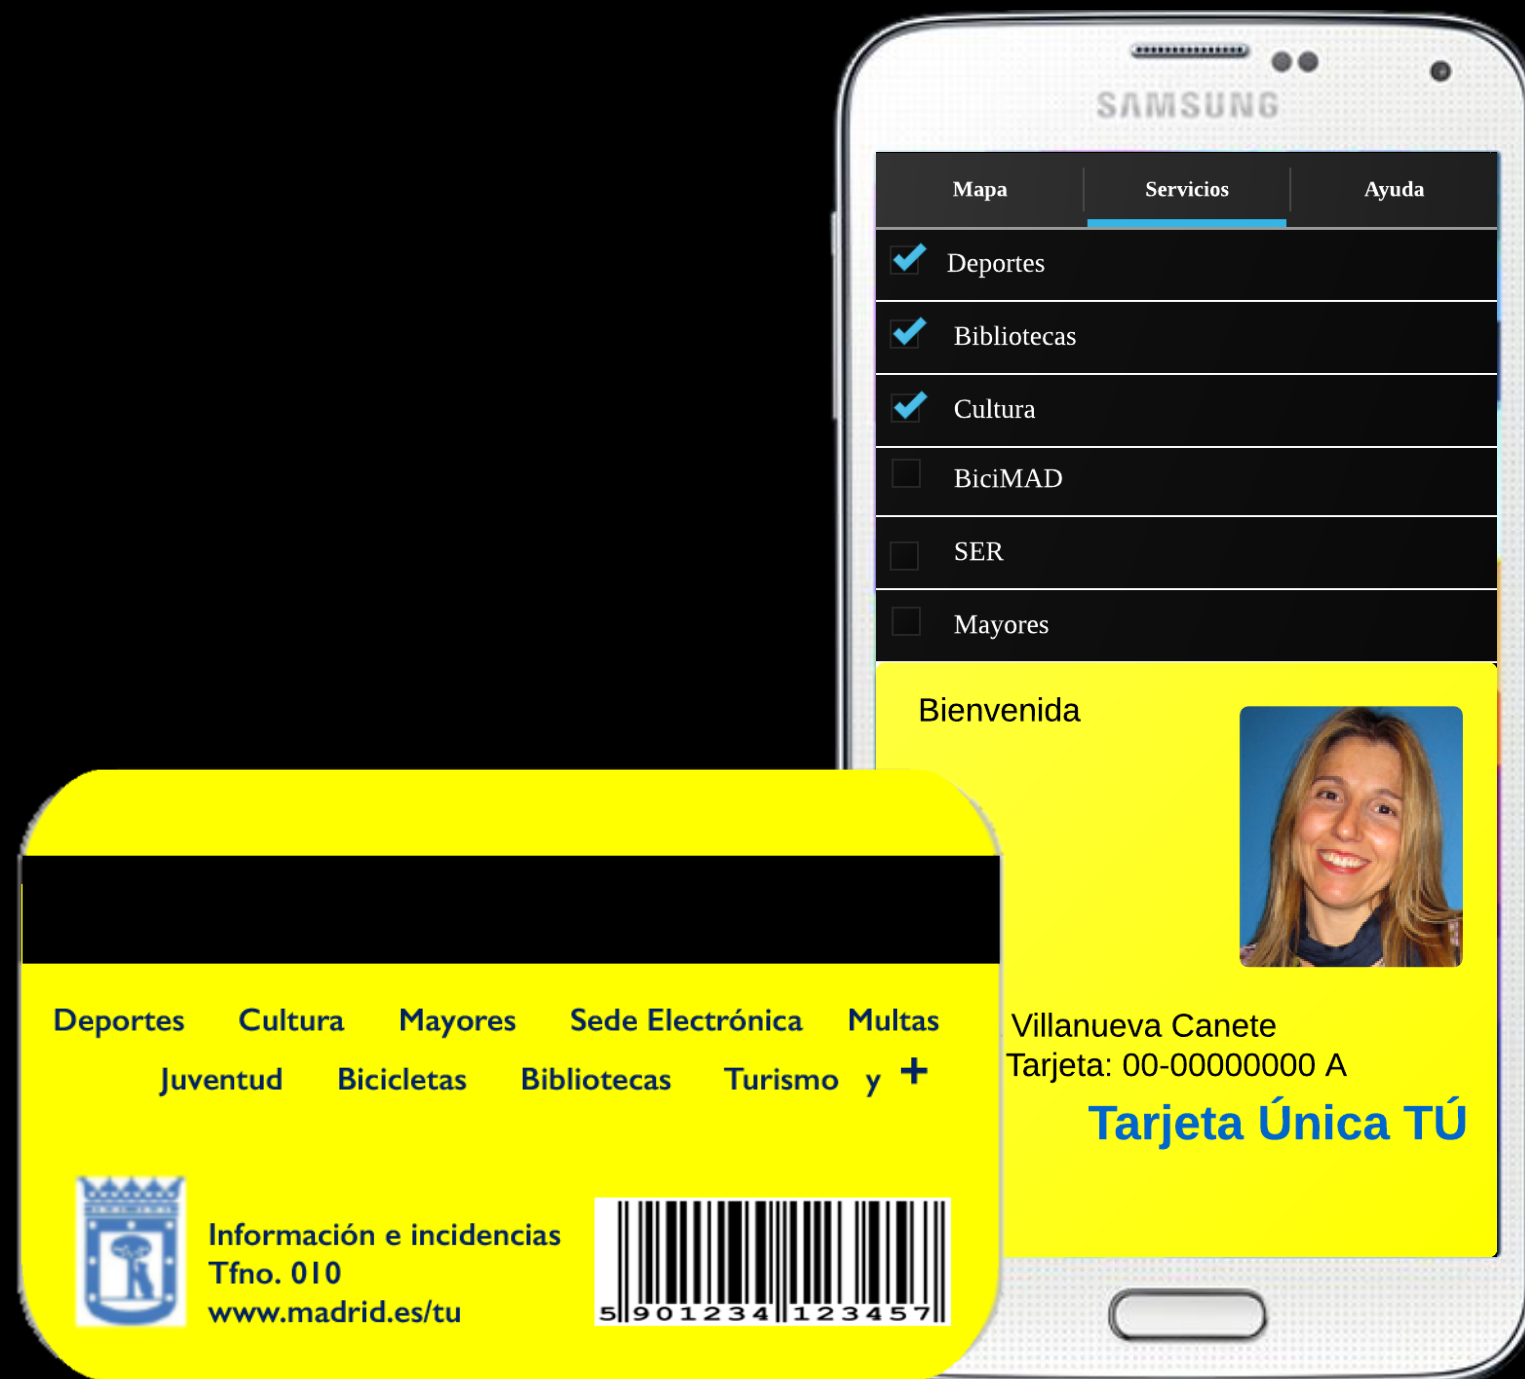 SAMSUNG
Mapa Servicios Ayuda
Deportes
Bibliotecas
Cultura
BiciMAD
SER
Mayores
Bienvenida
Villanueva Canete
Tarjeta: 00-00000000 A
Tarjeta Única TÚ
Deportes Cultura Mayores Sede Electrónica Multas
Juventud Bicicletas Bibliotecas Turismo y +
Información e incidencias
Tfno. 010
www.madrid.es/tu
5 901234 123457